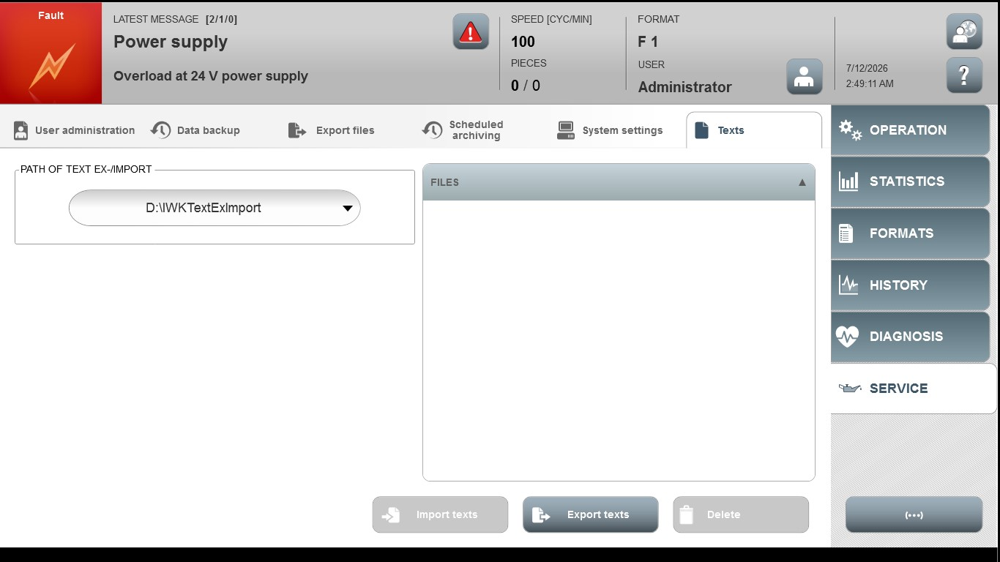 Fault
LATEST MESSAGE [2/1/0]
Power supply
Overload at 24 V power supply
SPEED [CYC/MIN]
100
PIECES
0 / 0
FORMAT
F 1
USER
Administrator
7/12/2026
2:49:11 AM
?
User administration
Data backup
Export files
Scheduled
archiving
System settings
Texts
PATH OF TEXT EX-/IMPORT
D:\IWKTextExImport
FILES
Import texts
Export texts
Delete
OPERATION
STATISTICS
FORMATS
HISTORY
DIAGNOSIS
SERVICE
(•••)